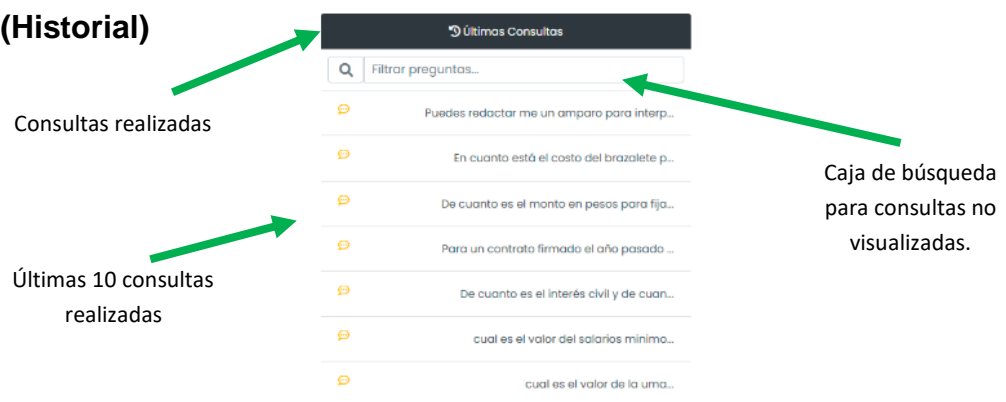 (Historial)
Últimas Consultas
Filtrar preguntas...
Consultas realizadas
Puedes redactar me un amparo para interp...
En cuanto está el costo del brazalete p...
Caja de búsqueda
para consultas no
visualizadas.
De cuanto es el monto en pesos para fija...
Para un contrato firmado el año pasado ...
Últimas 10 consultas
realizadas
De cuanto es el interés civil y de cuan...
cual es el valor del salarios minimo...
cual es el valor de la uma...